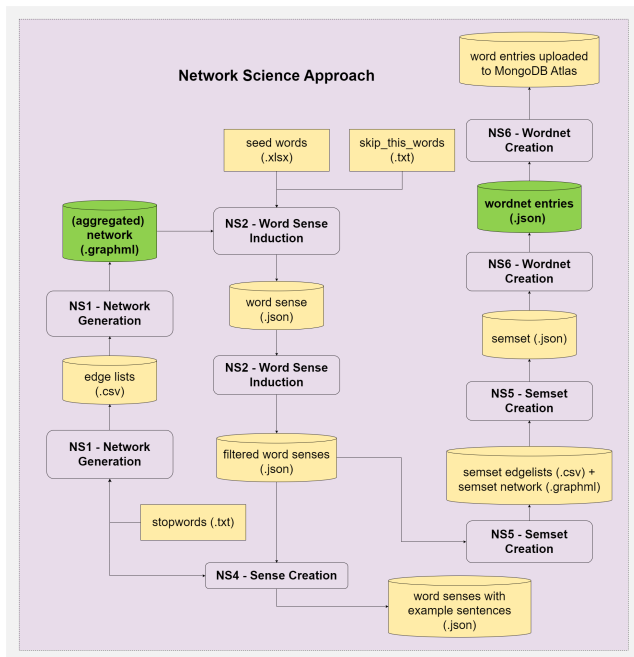 Network Science Approach
word entries uploaded
to MongoDB Atlas
NS6 - Wordnet
Creation
seed words
(.xlsx)
skip_this_words
(.txt)
wordnet entries
(.json)
(aggregated)
network
(.graphml)
NS2 - Word Sense
Induction
NS6 - Wordnet
Creation
word sense
(.json)
NS1 - Network
Generation
semset (.json)
edge lists
(.csv)
NS2 - Word Sense
Induction
NS5 - Semset
Creation
NS1 - Network
Generation
filtered word senses
(.json)
semset edgelists (.csv) +
semset network (.graphml)
stopwords (.txt)
NS5 - Semset
Creation
NS4 - Sense Creation
word senses with
example sentences
(.json)